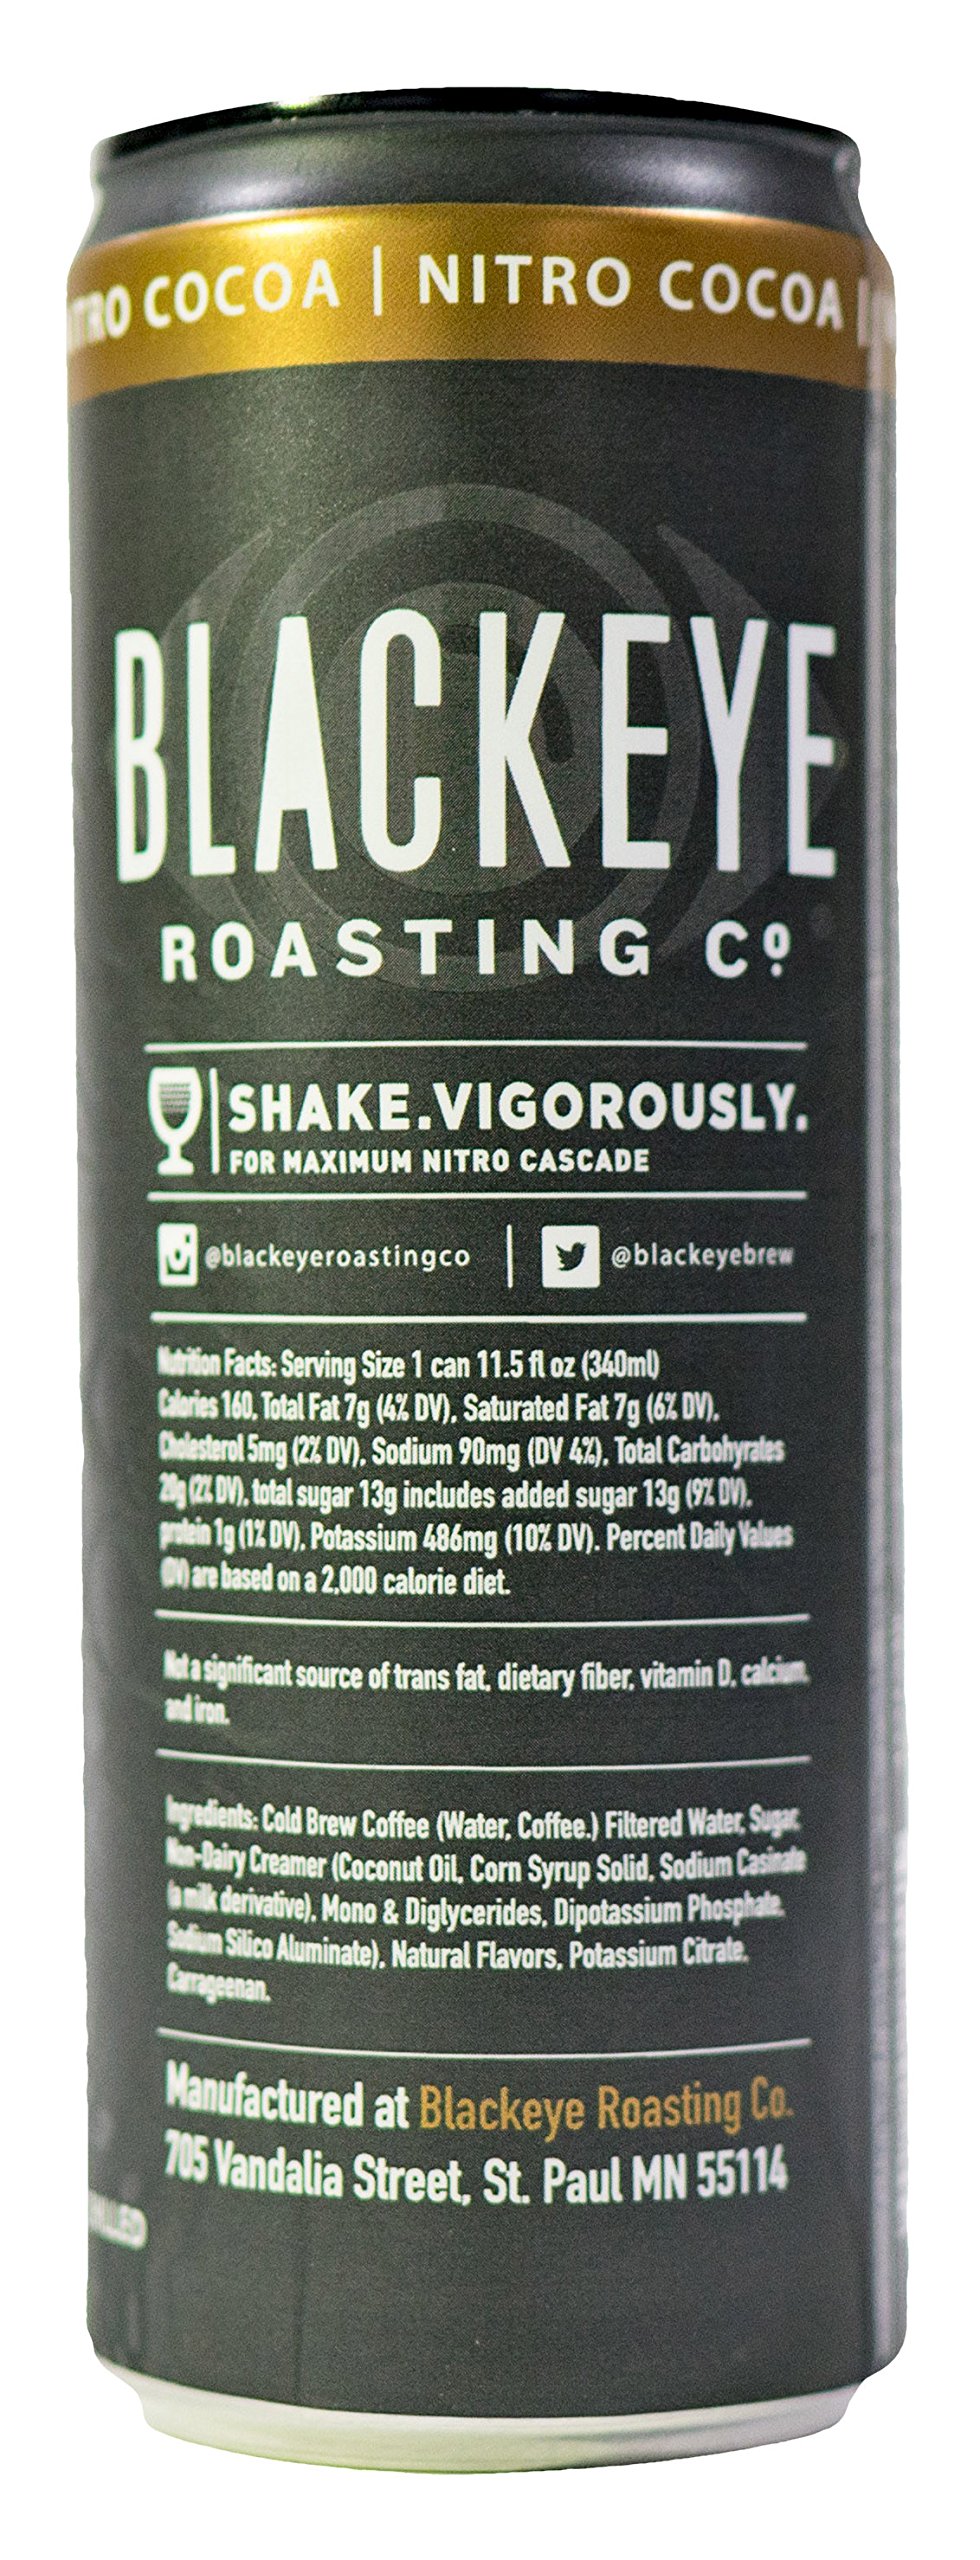 TRO COCOA | NITRO COCOA |
BLACKEYE
ROASTING Cº
SHAKE.VIGOROUSLY.
FOR MAXIMUM NITRO CASCADE
@blackeyeroastingco | @blackeyebrew
Nutrition Facts: Serving Size 1 can 11.5 fl oz (340ml)
Calories 160, Total Fat 7g (4% DV), Saturated Fat 7g (6% DV),
Cholesterol 5mg (2% DV), Sodium 90mg (DV 4%), Total Carbohyrates
20g (2% DV), total sugar 13g includes added sugar 13g (9% DV),
protein 1g (1% DV), Potassium 486mg (10% DV). Percent Daily Values
(DV) are based on a 2,000 calorie diet.
Not a significant source of trans fat, dietary fiber, vitamin D, calcium,
and iron.
Ingredients: Cold Brew Coffee (Water, Coffee.) Filtered Water, Sugar,
Non-Dairy Creamer (Coconut Oil, Corn Syrup Solid, Sodium Casinate
(a milk derivative), Mono & Diglycerides, Dipotassium Phosphate,
Sodium Silico Aluminate), Natural Flavors, Potassium Citrate,
Carrageenan.
Manufactured at Blackeye Roasting Co.
705 Vandalia Street, St. Paul MN 55114